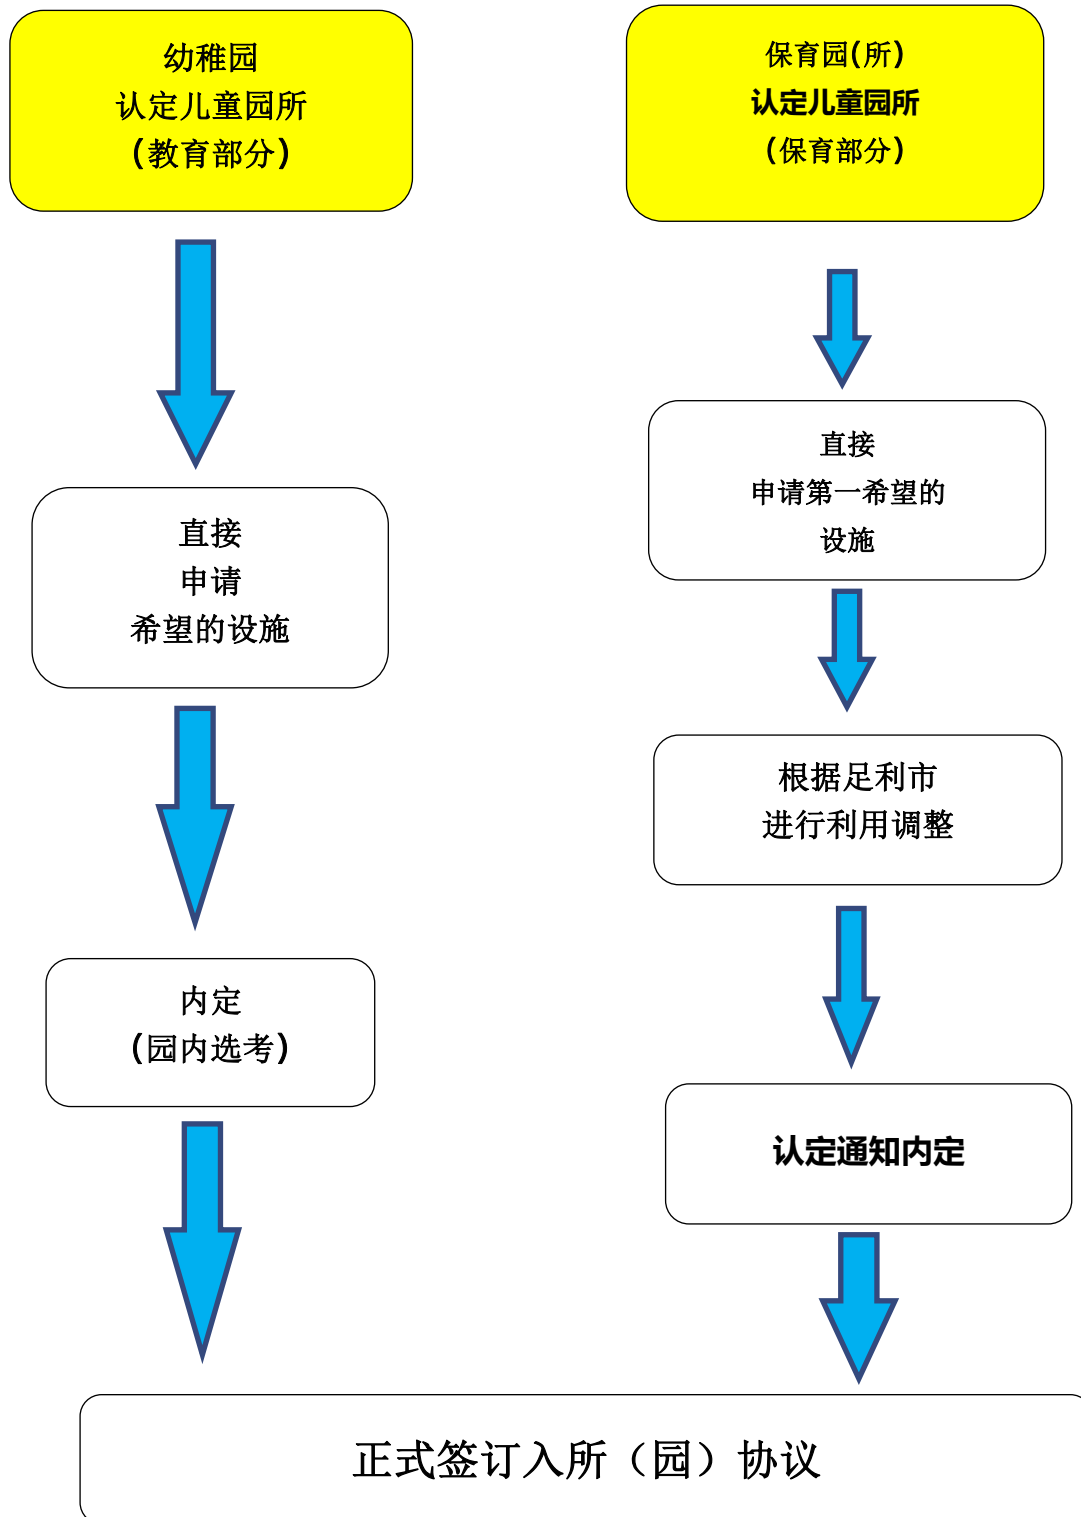 幼稚园
认定儿童园所
（教育部分）
直接
申请
希望的设施
内定
（园内选考）
保育园(所)
认定儿童园所
（保育部分）
直接
申请第一希望的
设施
根据足利市
进行利用调整
认定通知内定
正式签订入所（园）协议